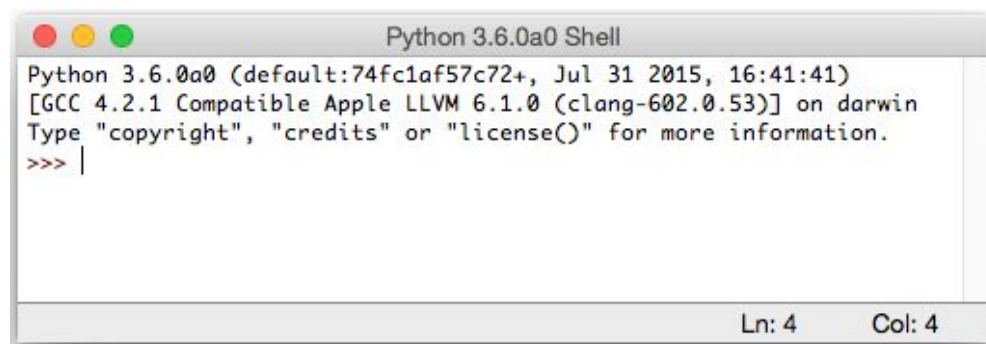 Python 3.6.0a0 Shell
Python 3.6.0a0 (default:74fc1af57c72+, Jul 31 2015, 16:41:41)
[GCC 4.2.1 Compatible Apple LLVM 6.1.0 (clang-602.0.53)] on darwin
Type "copyright", "credits" or "license()" for more information.
>>>
Ln: 4 Col: 4